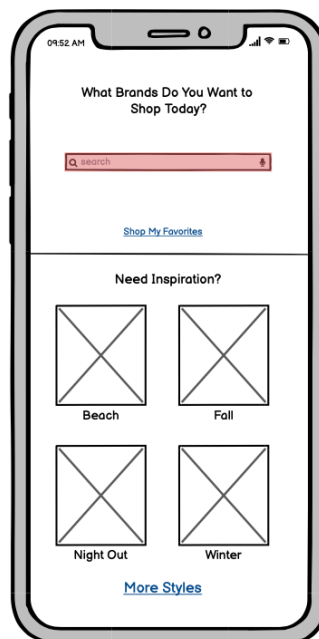 09:52 AM
What Brands Do You Want to
Shop Today?
search
Shop My Favorites
Need Inspiration?
Beach
Fall
Night Out
Winter
More Styles